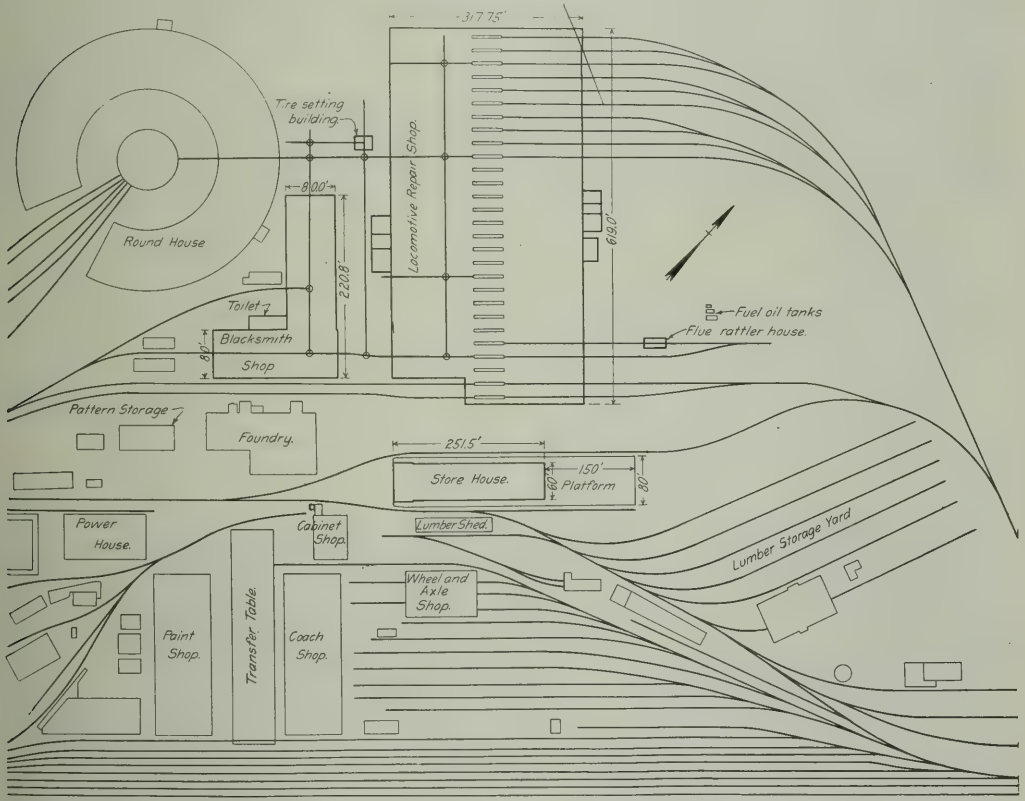 317.75'
Tire setting
building.
Locomotive Repair Shop.
80.0'
619.0'
Round House
220.8'
Toilet
Fuel oil tanks
Flue rattler house.
80'
Blacksmith
Shop
Pattern Storage
Foundry.
251.5'
Store House.
60'
150'
Platform
80'
Power
House.
Cabinet
Shop.
Lumber Shed.
Lumber Storage Yard
Wheel and
Axle
Shop.
Paint
Shop.
Transfer Table.
Coach
Shop.